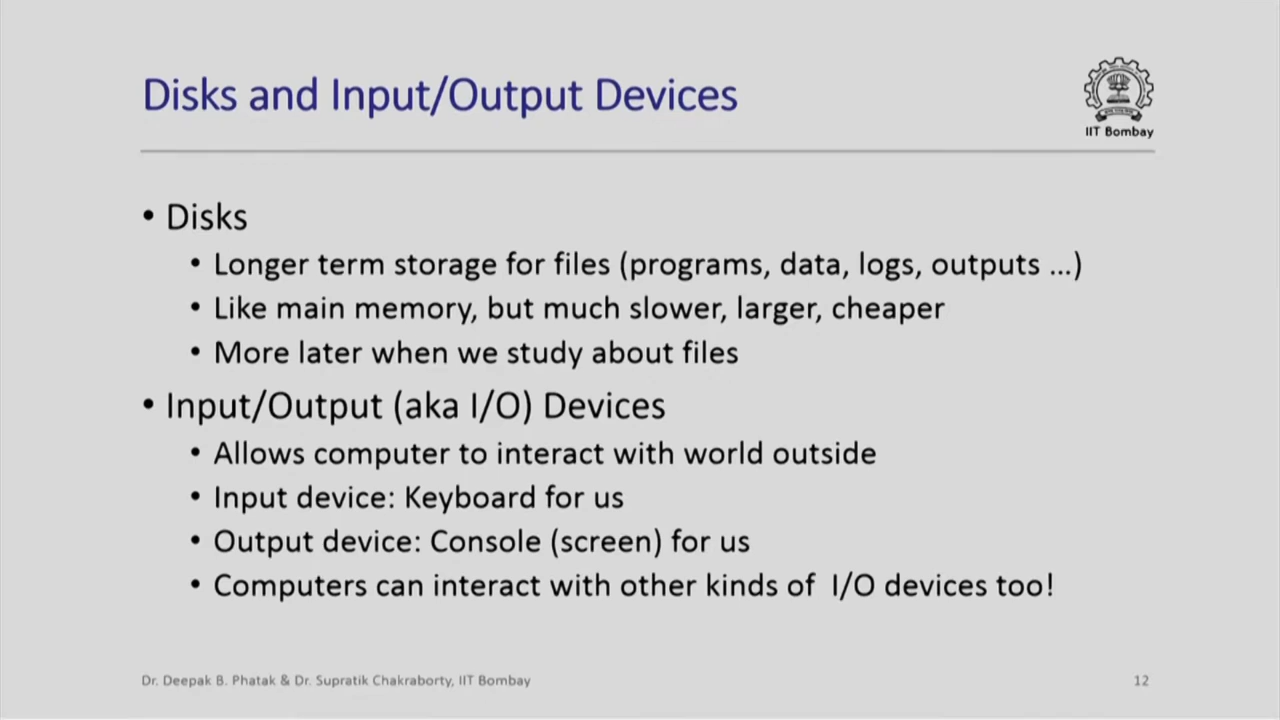 Disks and Input/Output Devices
IIT Bombay
• Disks
• Longer term storage for files (programs, data, logs, outputs ...)
• Like main memory, but much slower, larger, cheaper
• More later when we study about files
• Input/Output (aka I/O) Devices
• Allows computer to interact with world outside
• Input device: Keyboard for us
• Output device: Console (screen) for us
• Computers can interact with other kinds of I/O devices too!
Dr. Deepak B. Phatak & Dr. Supratik Chakraborty, IIT Bombay
12